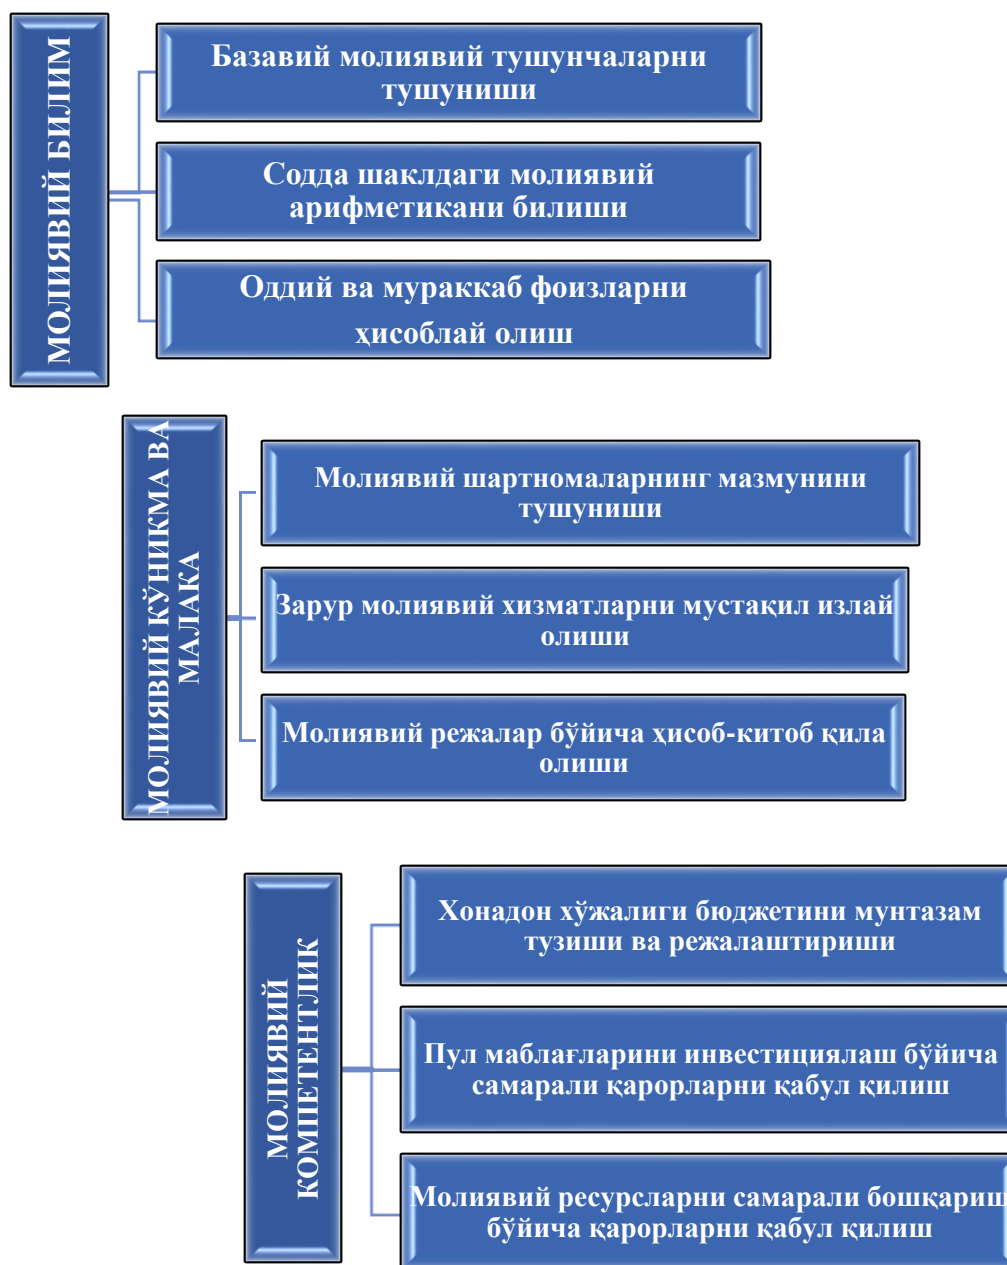 МОЛИЯВИЙ БИЛИМ
Базавий молиявий тушунчаларни
тушуниши
Содда шаклдаги молиявий
арифметикани билиши
Оддий ва мураккаб фоизларни
ҳисоблай олиш
МОЛИЯВИЙ КЎНИКМА ВА
МАЛАКА
Молиявий шартномаларнинг мазмунини
тушуниши
Зарур молиявий хизматларни мустақил излай
олиши
Молиявий режалар бўйича ҳисоб-китоб қила
олиши
МОЛИЯВИЙ
КОМПЕТЕНТЛИК
Хонадон хўжалиги бюджетини мунтазам
тузиши ва режалаштириши
Пул маблағларини инвестициялаш бўйича
самарали қарорларни қабул қилиш
Молиявий ресурсларни самарали бошқариш
бўйича қарорларни қабул қилиш